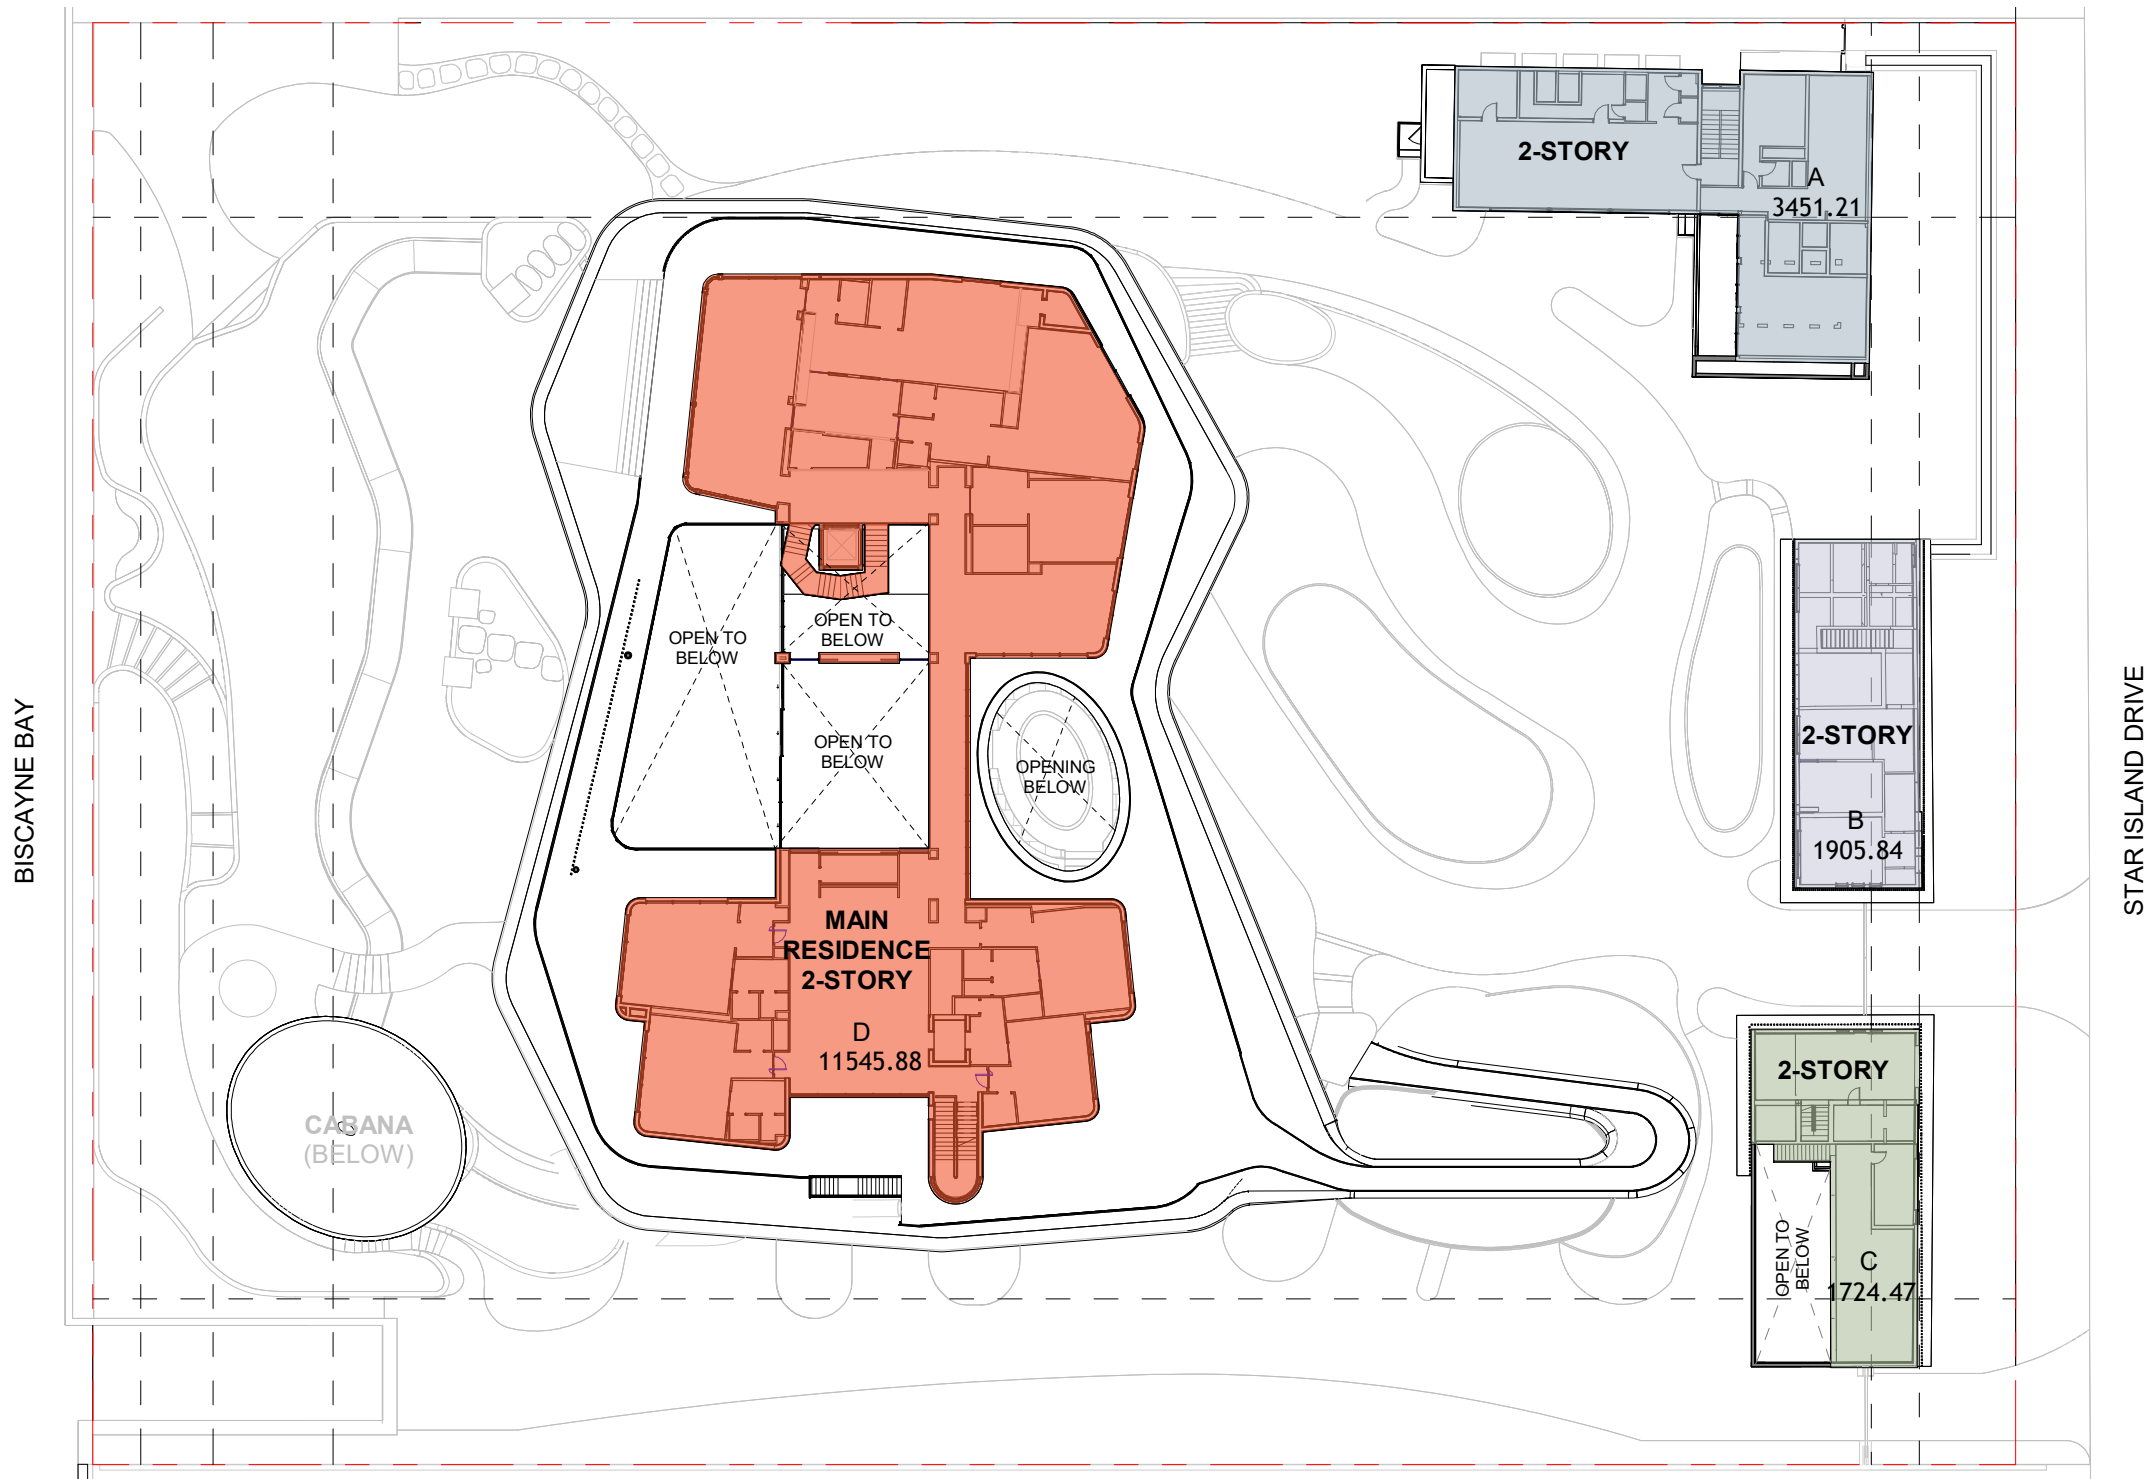 2-STORY
A
3451.21
OPEN TO
BELOW
OPEN TO
BELOW
OPEN TO
BELOW
OPENING
BELOW
BISCAYNE BAY
STAR ISLAND DRIVE
2-STORY
B
1905.84
MAIN
RESIDENCE
2-STORY
D
11545.88
CABANA
(BELOW)
2-STORY
OPEN TO
BELOW
C
1724.47